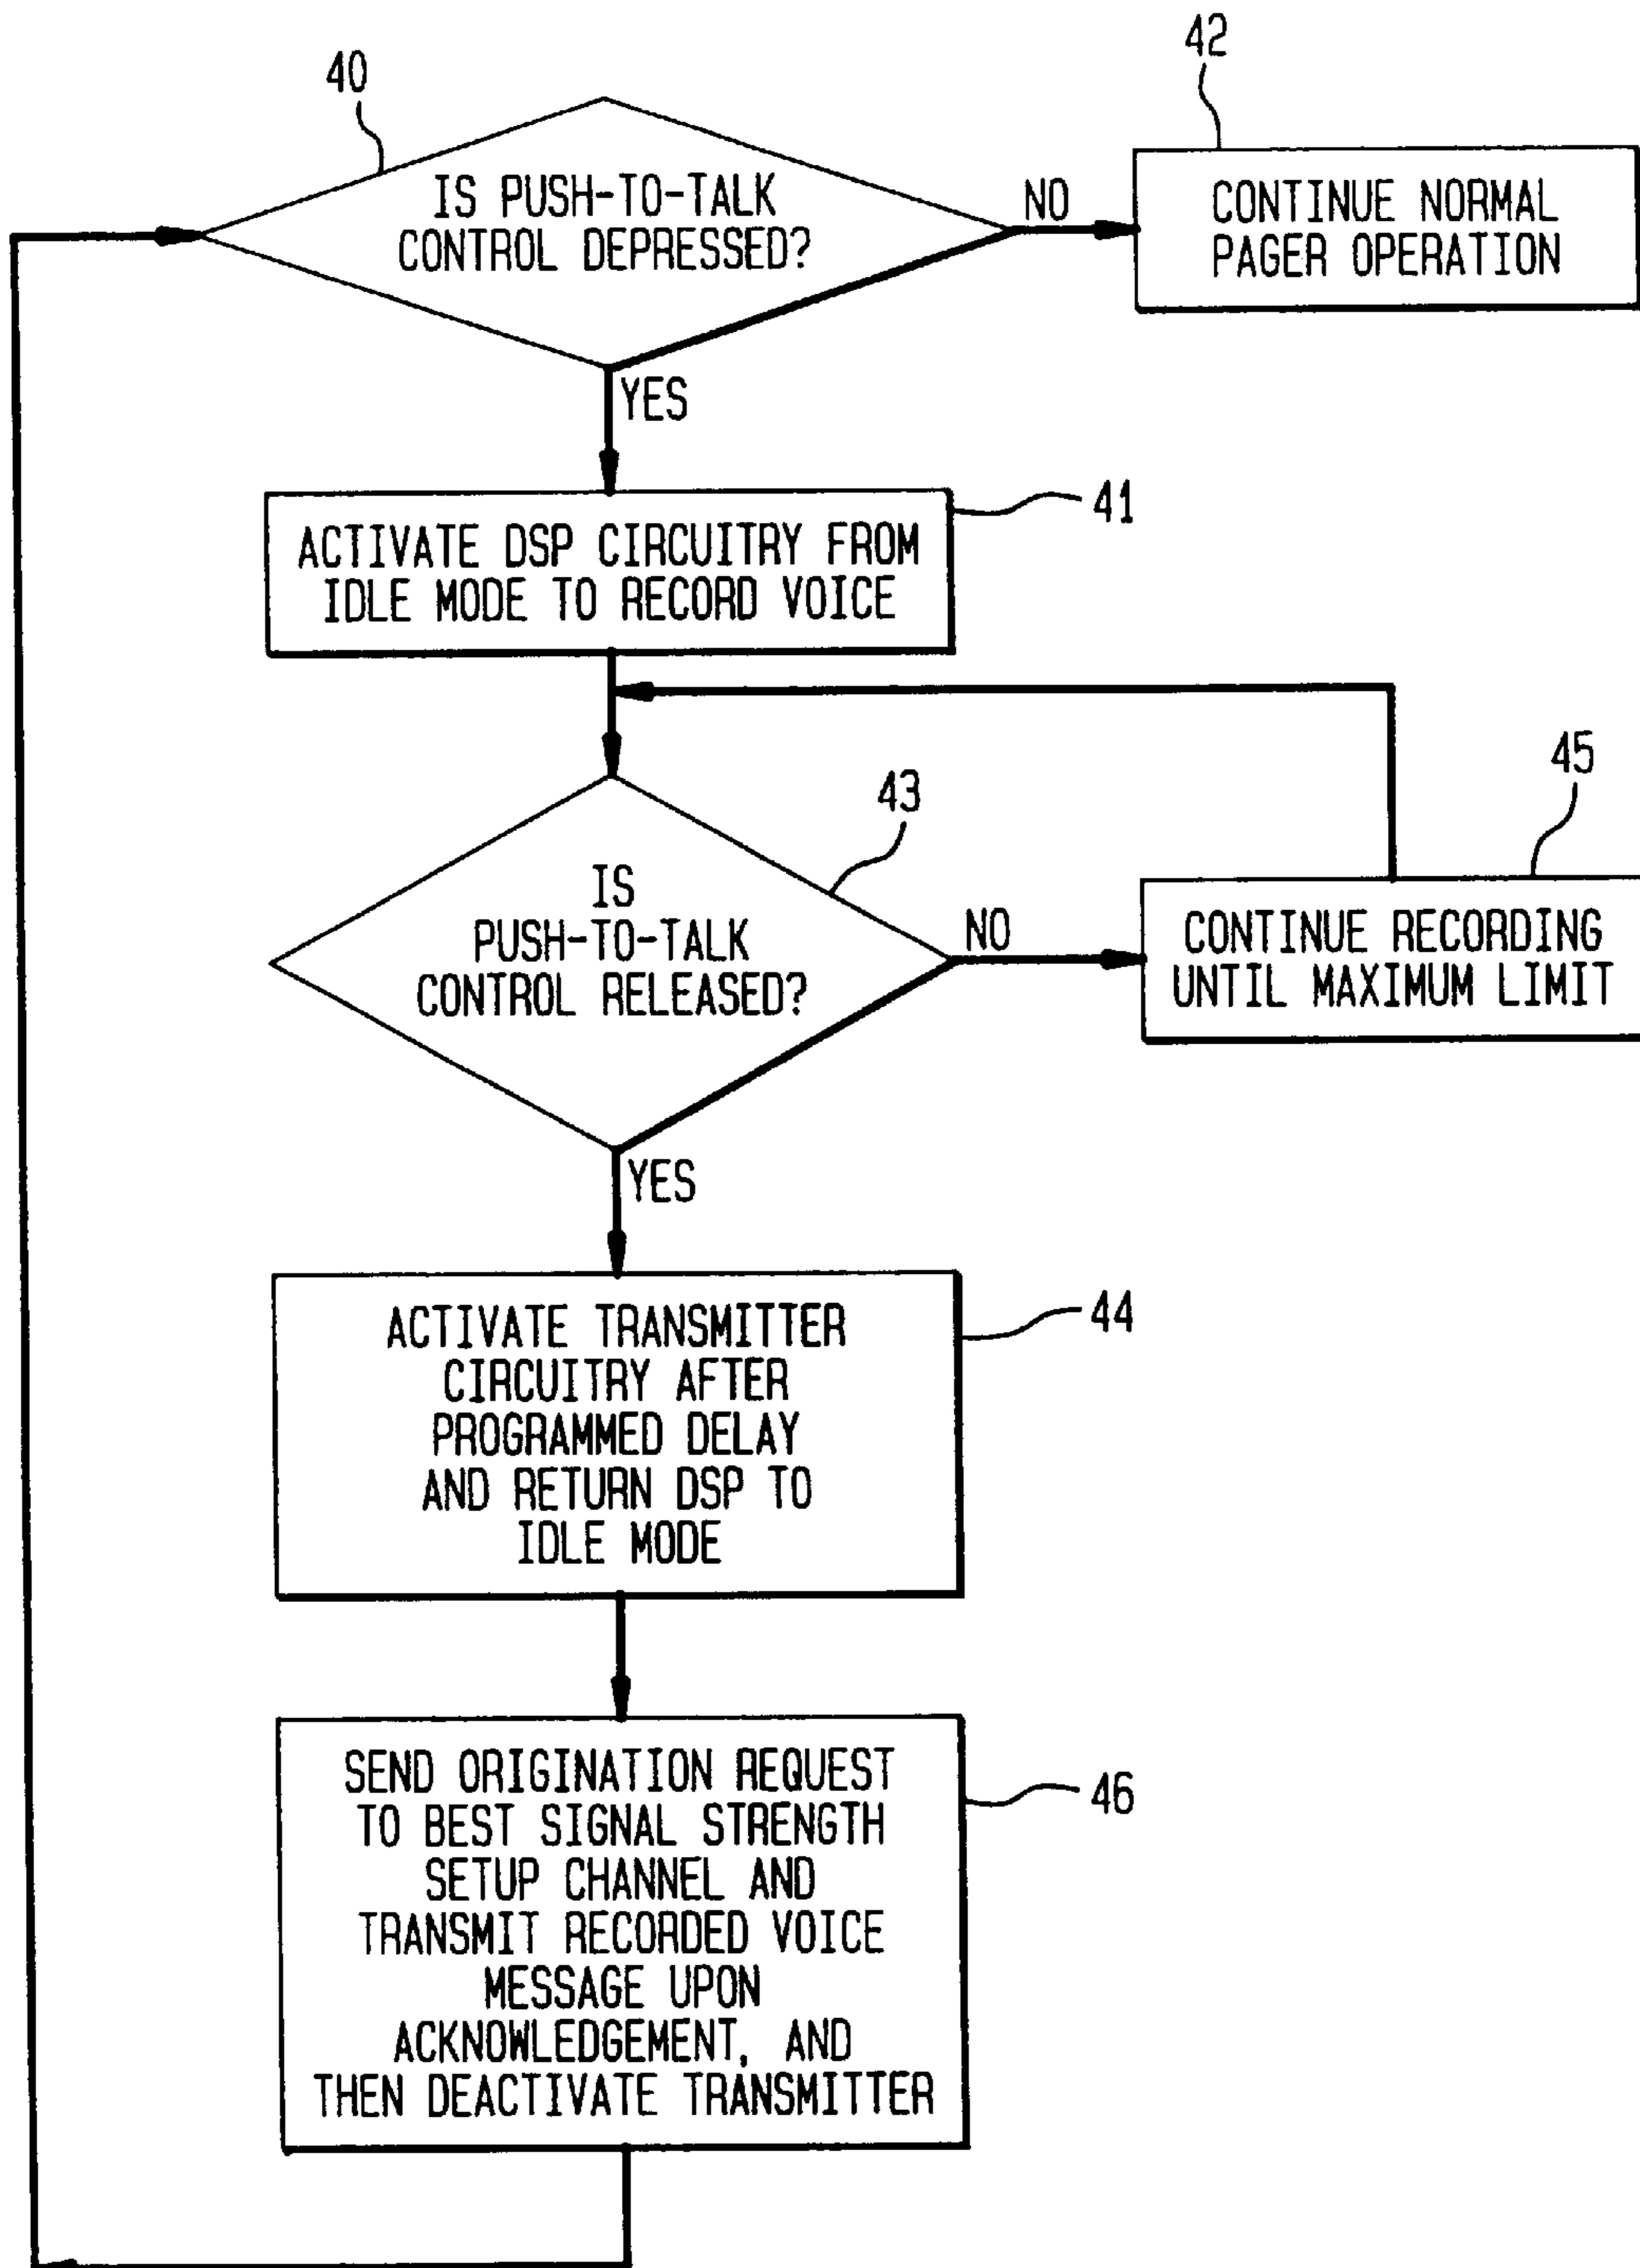 40
42
IS PUSH-TO-TALK
CONTROL DEPRESSED?
NO
CONTINUE NORMAL
PAGER OPERATION
YES
41
ACTIVATE DSP CIRCUITRY FROM
IDLE MODE TO RECORD VOICE
43
45
IS
PUSH-TO-TALK
CONTROL RELEASED?
NO
CONTINUE RECORDING
UNTIL MAXIMUM LIMIT
YES
44
ACTIVATE TRANSMITTER
CIRCUITRY AFTER
PROGRAMMED DELAY
AND RETURN DSP TO
IDLE MODE
46
SEND ORIGINATION REQUEST
TO BEST SIGNAL STRENGTH
SETUP CHANNEL AND
TRANSMIT RECORDED VOICE
MESSAGE UPON
ACKNOWLEDGEMENT, AND
THEN DEACTIVATE TRANSMITTER